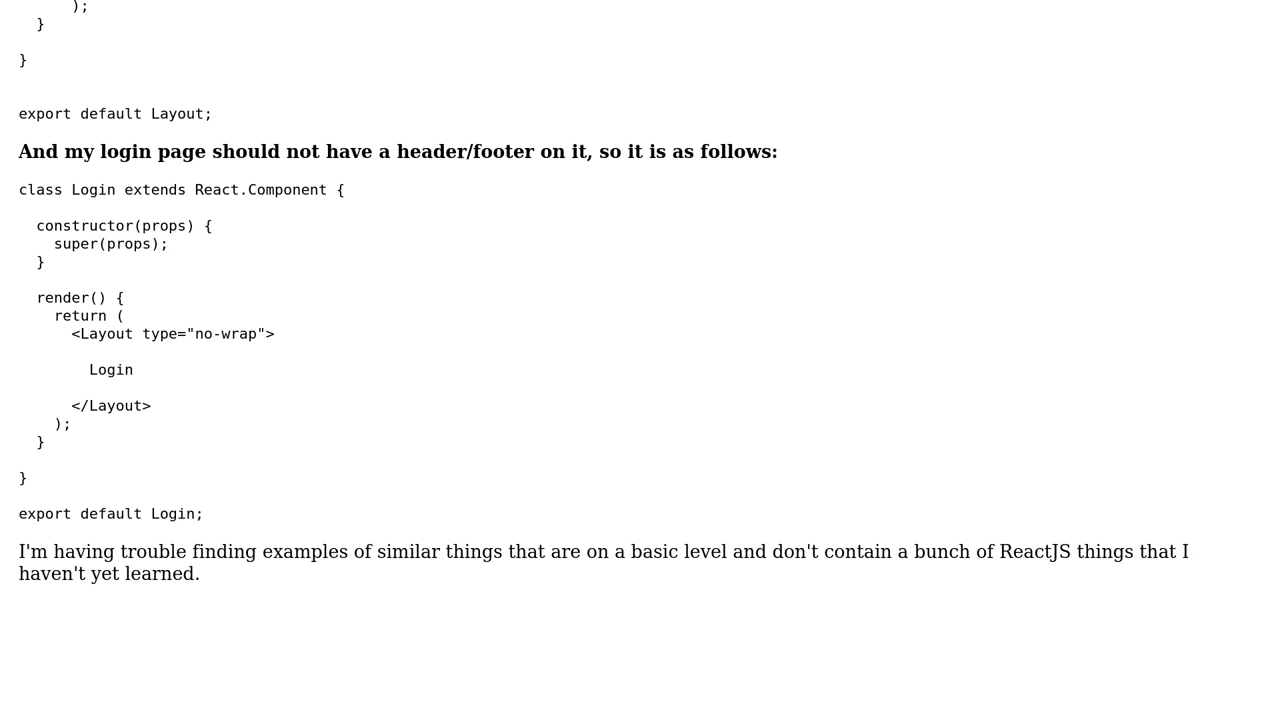 );
}
}
export default Layout;
And my login page should not have a header/footer on it, so it is as follows:
class Login extends React.Component {
constructor(props) {
super(props);
}
render() {
return (
<Layout type="no-wrap">
Login
</Layout>
);
}
}
export default Login;
I'm having trouble finding examples of similar things that are on a basic level and don't contain a bunch of ReactJS things that I
haven't yet learned.